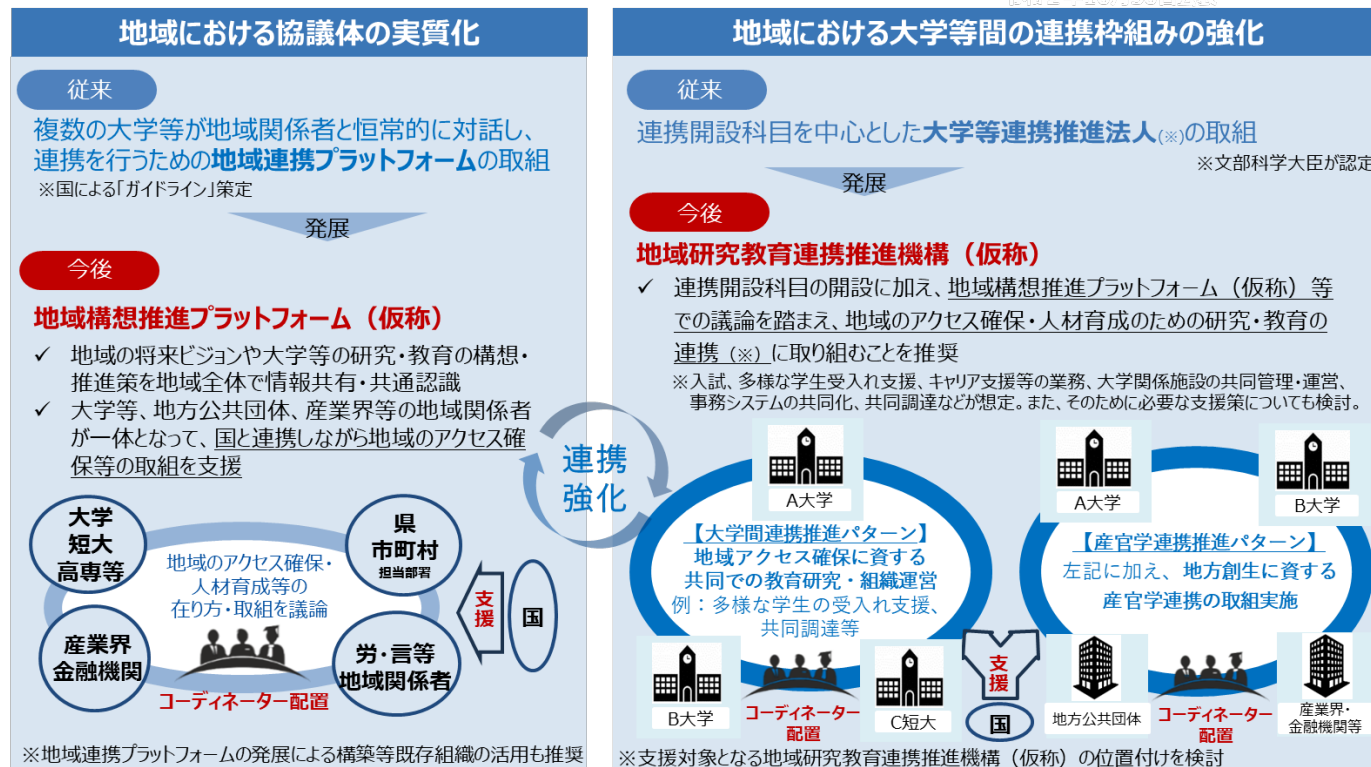 地域における協議体の実質化
従来
複数の大学等が地域関係者と恒常的に対話し、
連携を行うための地域連携プラットフォームの取組
※国による「ガイドライン」策定
発展
今後
地域構想推進プラットフォーム（仮称）
✓ 地域の将来ビジョンや大学等の研究・教育の構想・
推進策を地域全体で情報共有・共通認識
✓ 大学等、地方公共団体、産業界等の地域関係者
が一体となって、国と連携しながら地域のアクセス確
保等の取組を支援
大学
短大
高専等
県
市町村
担当部署
地域のアクセス確保・
人材育成等の
在り方・取組を議論
産業界
金融機関
労・言等
地域関係者
コーディネーター配置
支援
国
※地域連携プラットフォームの発展による構築等既存組織の活用も推奨
連携
強化
地域における大学等間の連携枠組みの強化
従来
連携開設科目を中心とした大学等連携推進法人(※)の取組
※文部科学大臣が認定
発展
今後
地域研究教育連携推進機構（仮称）
✓ 連携開設科目の開設に加え、地域構想推進プラットフォーム（仮称）等
での議論を踏まえ、地域のアクセス確保・人材育成のための研究・教育の
連携（※）に取り組むことを推奨
※入試、多様な学生受入れ支援、キャリア支援等の業務、大学関係施設の共同管理・運営、
事務システムの共同化、共同調達などが想定。また、そのために必要な支援策についても検討。
A大学
【大学間連携推進パターン】
地域アクセス確保に資する
共同での教育研究・組織運営
例：多様な学生の受入れ支援、
共同調達等
B大学
コーディネーター
配置
C短大
支援
国
A大学
B大学
【産官学連携推進パターン】
左記に加え、地方創生に資する
産官学連携の取組実施
地方公共団体
コーディネーター
配置
産業界・
金融機関等
※支援対象となる地域研究教育連携推進機構（仮称）の位置付けを検討